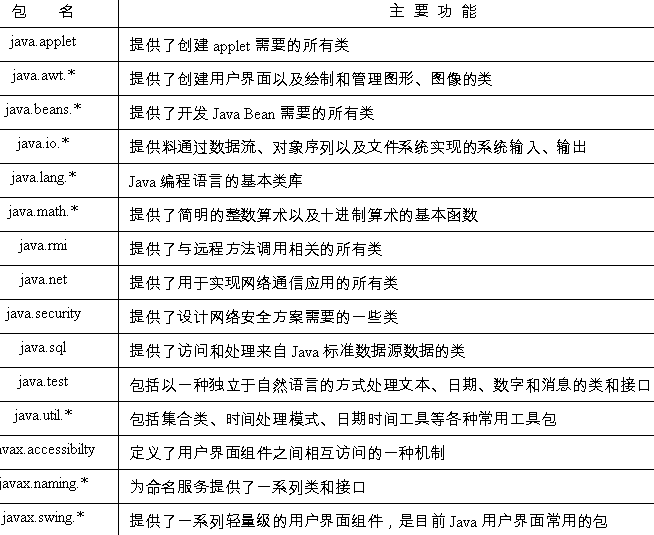 包 名 主 要 功 能
java.applet 提供了创建 applet 需要的所有类
java.awt.* 提供了创建用户界面以及绘制和管理图形、图像的类
java.beans.* 提供了开发 Java Bean 需要的所有类
java.io.* 提供料通过数据流、对象序列以及文件系统实现的系统输入、输出
java.lang.* Java 编程语言的基本类库
java.math.* 提供了简明的整数算术以及十进制算术的基本函数
java.rmi 提供了与远程方法调用相关的所有类
java.net 提供了用于实现网络通信应用的所有类
java.security 提供了设计网络安全方案需要的一些类
java.sql 提供了访问和处理来自 Java 标准数据源数据的类
java.test 包括以一种独立于自然语言的方式处理文本、日期、数字和消息的类和接口
java.util.* 包括集合类、时间处理模式、日期时间工具等各种常用工具包
avax.accessibilty 定义了用户界面组件之间相互访问的一种机制
javax.naming.* 为命名服务提供了一系列类和接口
javax.swing.* 提供了一系列轻量级的用户界面组件，是目前 Java 用户界面常用的包